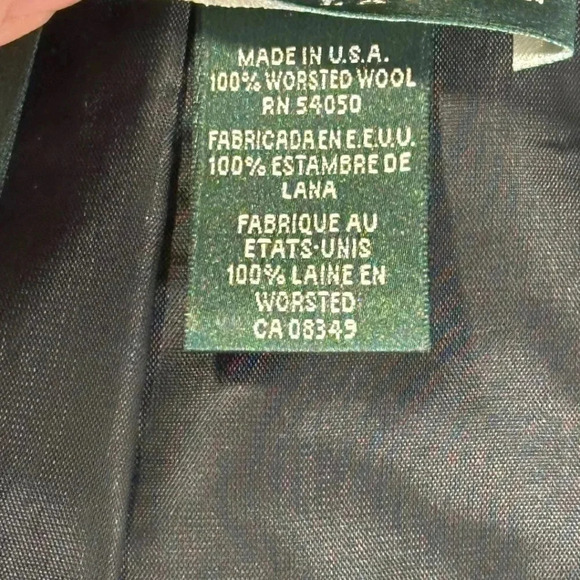 MADE IN U.S.A.
100% WORSTED WOOL
RN 54050
FABRICADA EN E.E.U.U.
100% ESTAMBRE DE
LANA
FABRIQUE AU
ETATS-UNIS
100% LAINE EN
WORSTED
CA 08349